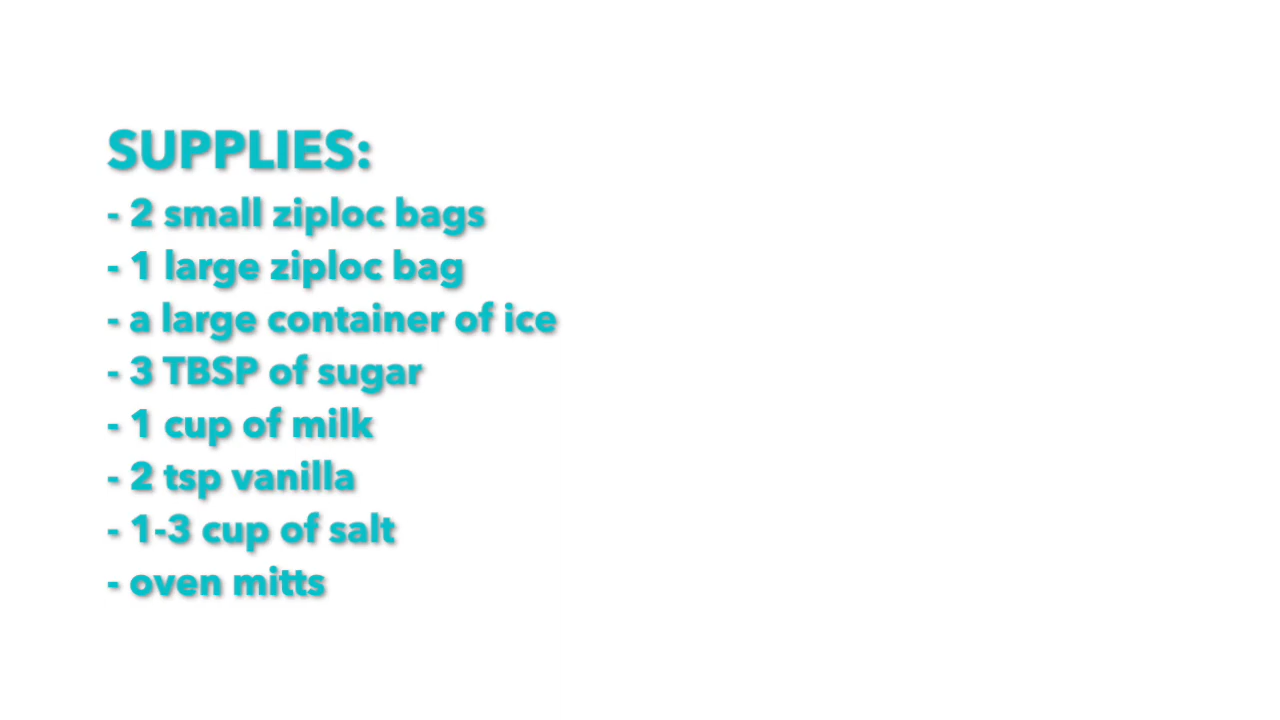 SUPPLIES:
- 2 small ziploc bags
- 1 large ziploc bag
- a large container of ice
- 3 TBSP of sugar
- 1 cup of milk
- 2 tsp vanilla
- 1-3 cup of salt
- oven mitts